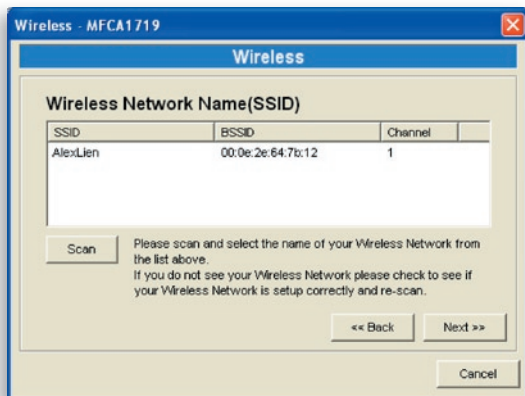 Wireless - MFCA1719
Wireless
Wireless Network Name(SSID)
SSID BSSID Channel
AlexLien 00:0e:2e:64:7b:12 1
Scan
Please scan and select the name of your Wireless Network from
the list above.
If you do not see your Wireless Network please check to see if
your Wireless Network is setup correctly and re-scan.
<< Back Next >>
Cancel